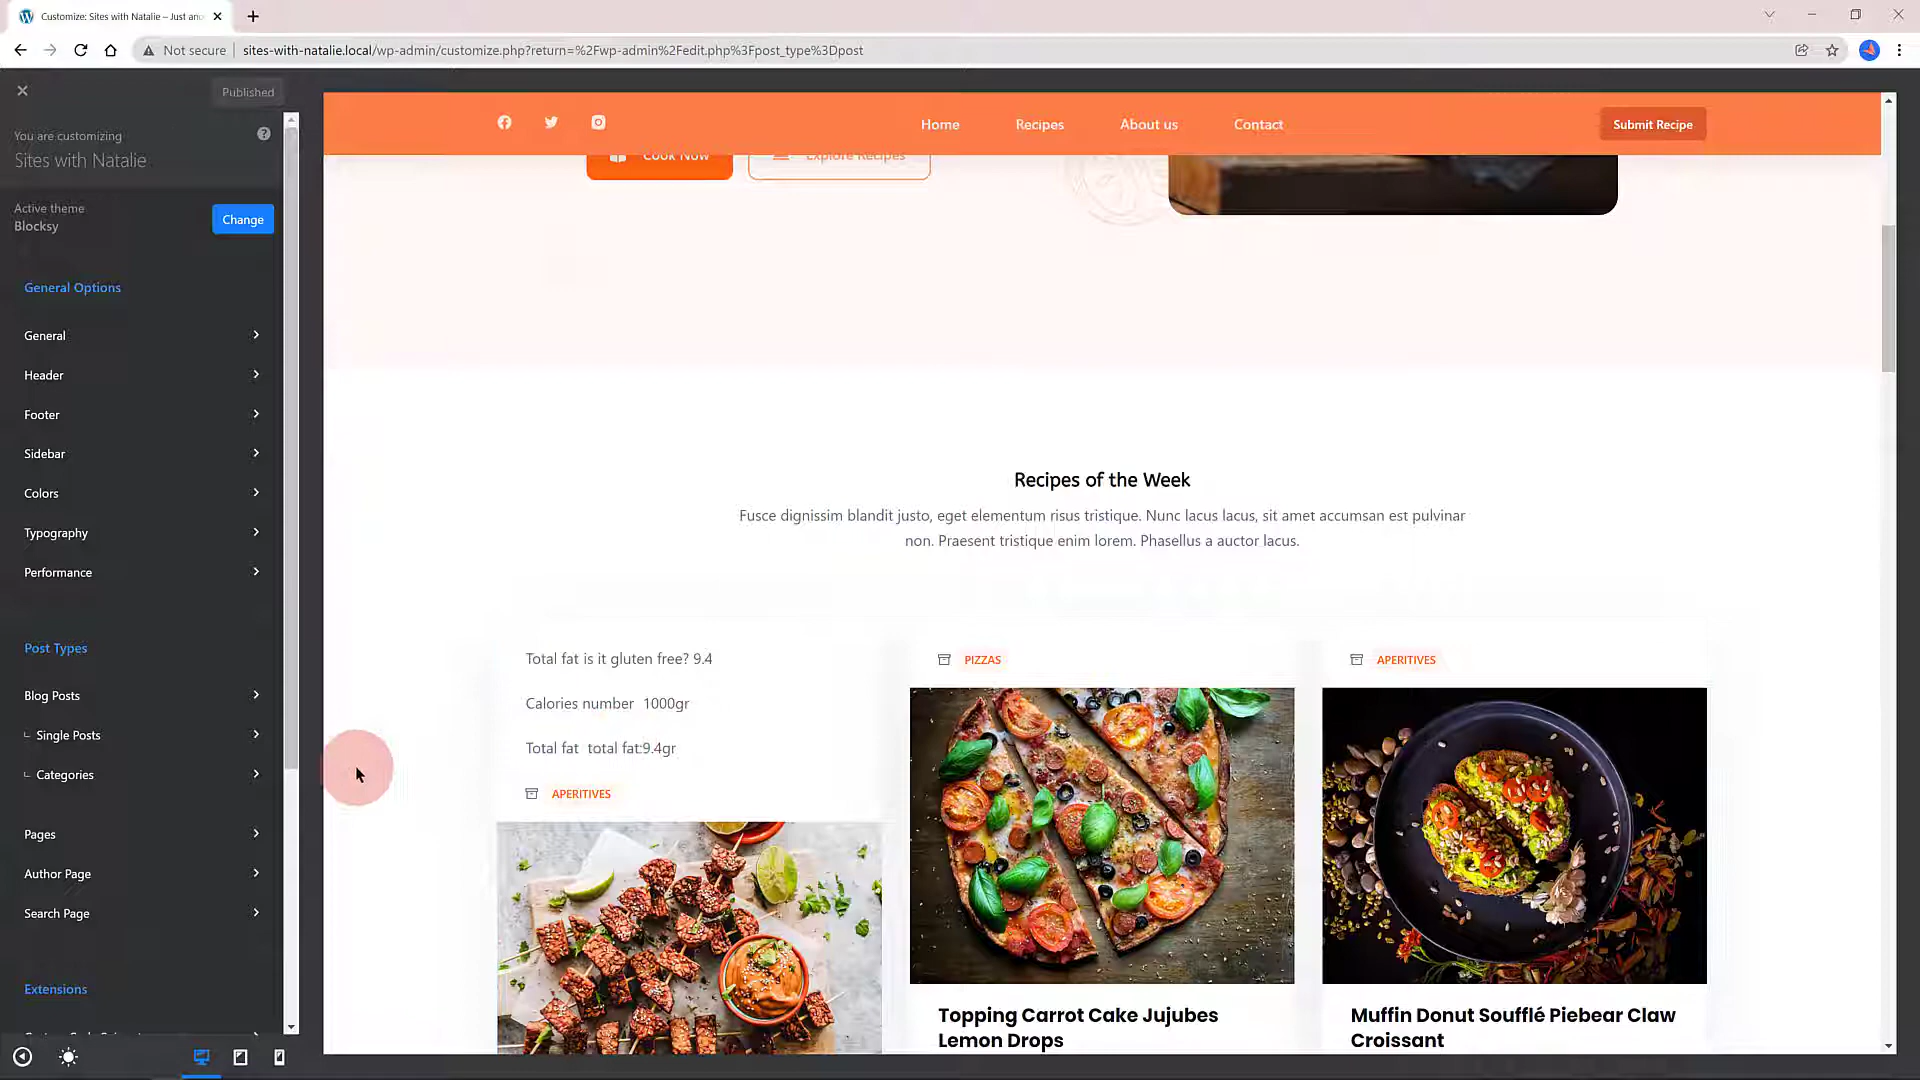 Customize: Sites with Natalie – Just an
Not secure
sites-with-natalie.local/wp-admin/customize.php?return=%2Fwp-admin%2Fedit.php%3Fpost_type%3Dpost
Published
You are customizing
Sites with Natalie
Active theme
Blocksy
Change
General Options
General
Header
Footer
Sidebar
Colors
Typography
Performance
Post Types
Blog Posts
Single Posts
Categories
Pages
Author Page
Search Page
Extensions
Home
Recipes
About us
Contact
Submit Recipe
Cook Now
Explore Recipes
Recipes of the Week
Fusce dignissim blandit justo, eget elementum risus tristique. Nunc lacus lacus, sit amet accumsan est pulvinar
non. Praesent tristique enim lorem. Phasellus a auctor lacus.
Total fat is it gluten free? 9.4
Calories number 1000gr
Total fat total fat:9.4gr
APERITIVES
PIZZAS
Topping Carrot Cake Jujubes
Lemon Drops
APERITIVES
Muffin Donut Soufflé Piebear Claw
Croissant